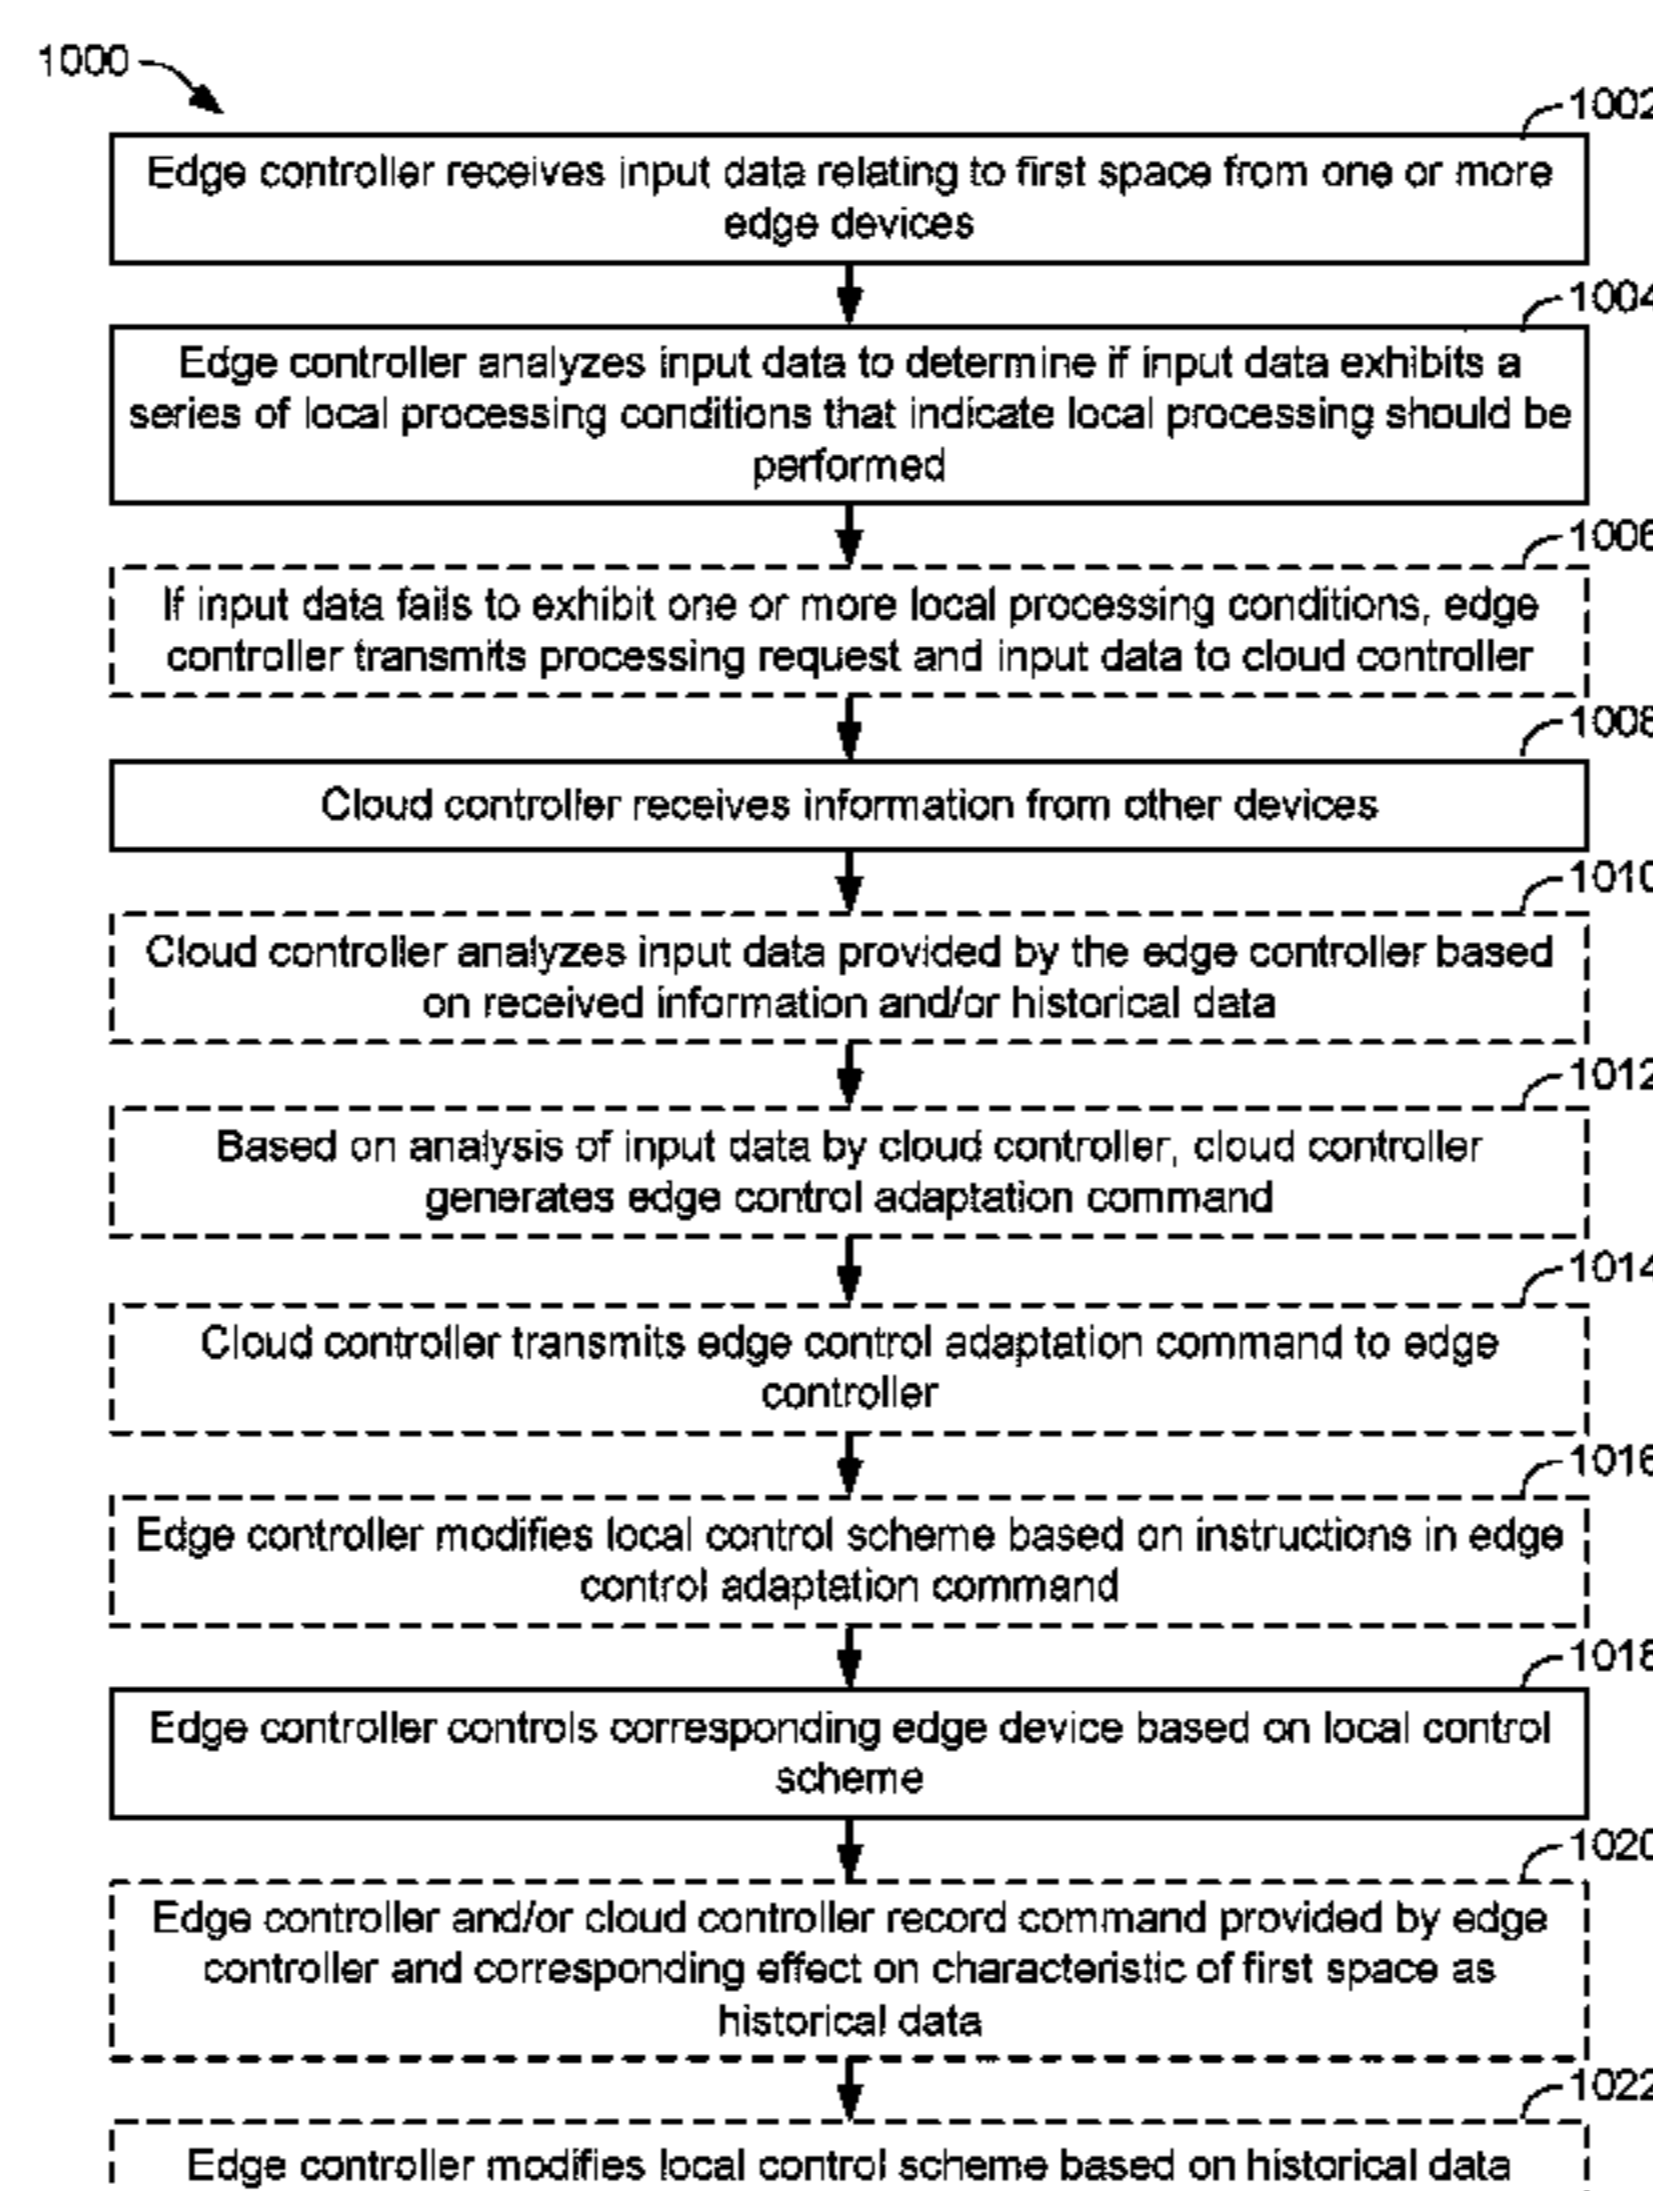 1000
1002
Edge controller receives input data relating to first space from one or more
edge devices
1004
Edge controller analyzes input data to determine if input data exhibits a
series of local processing conditions that indicate local processing should be
performed
1006
If input data fails to exhibit one or more local processing conditions, edge
controller transmits processing request and input data to cloud controller
1008
Cloud controller receives information from other devices
1010
Cloud controller analyzes input data provided by the edge controller based
on received information and/or historical data
1012
Based on analysis of input data by cloud controller, cloud controller
generates edge control adaptation command
1014
Cloud controller transmits edge control adaptation command to edge
controller
1016
Edge controller modifies local control scheme based on instructions in edge
control adaptation command
1018
Edge controller controls corresponding edge device based on local control
scheme
1020
Edge controller and/or cloud controller record command provided by edge
controller and corresponding effect on characteristic of first space as
historical data
1022
Edge controller modifies local control scheme based on historical data